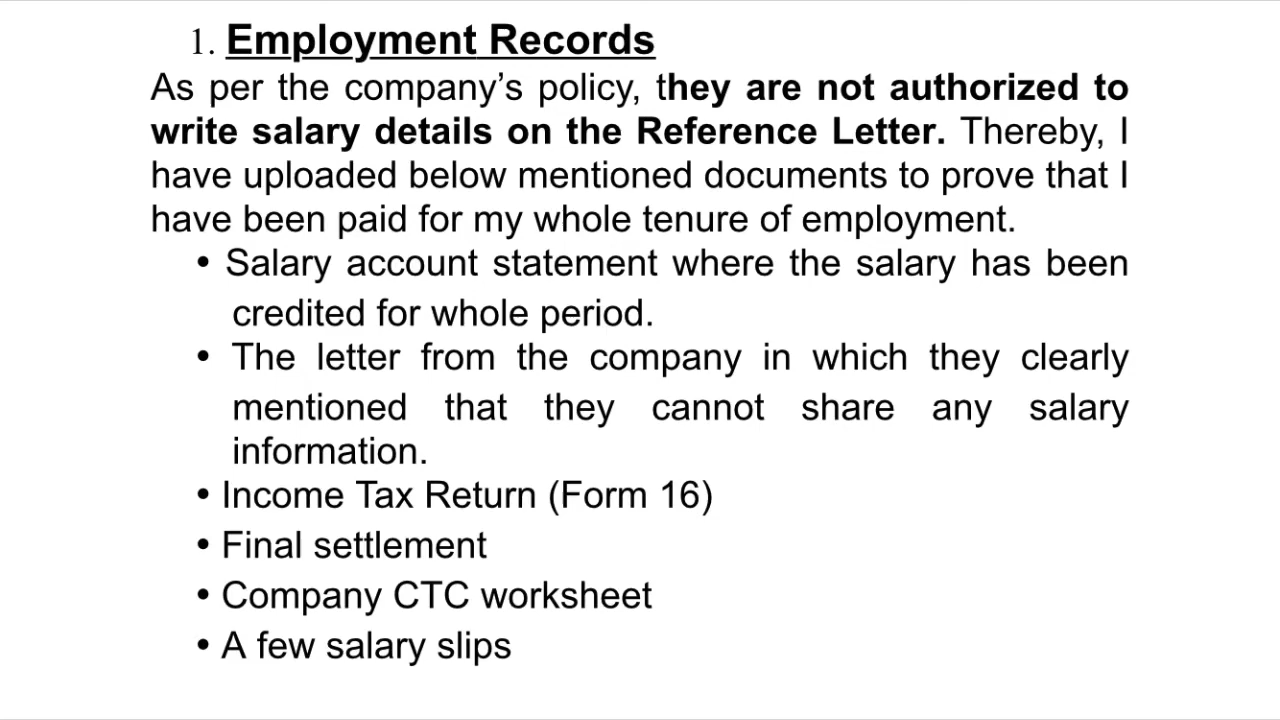 1. Employment Records
As per the company’s policy, they are not authorized to
write salary details on the Reference Letter. Thereby, I
have uploaded below mentioned documents to prove that I
have been paid for my whole tenure of employment.
• Salary account statement where the salary has been
credited for whole period.
• The letter from the company in which they clearly
mentioned that they cannot share any salary
information.
• Income Tax Return (Form 16)
• Final settlement
• Company CTC worksheet
• A few salary slips